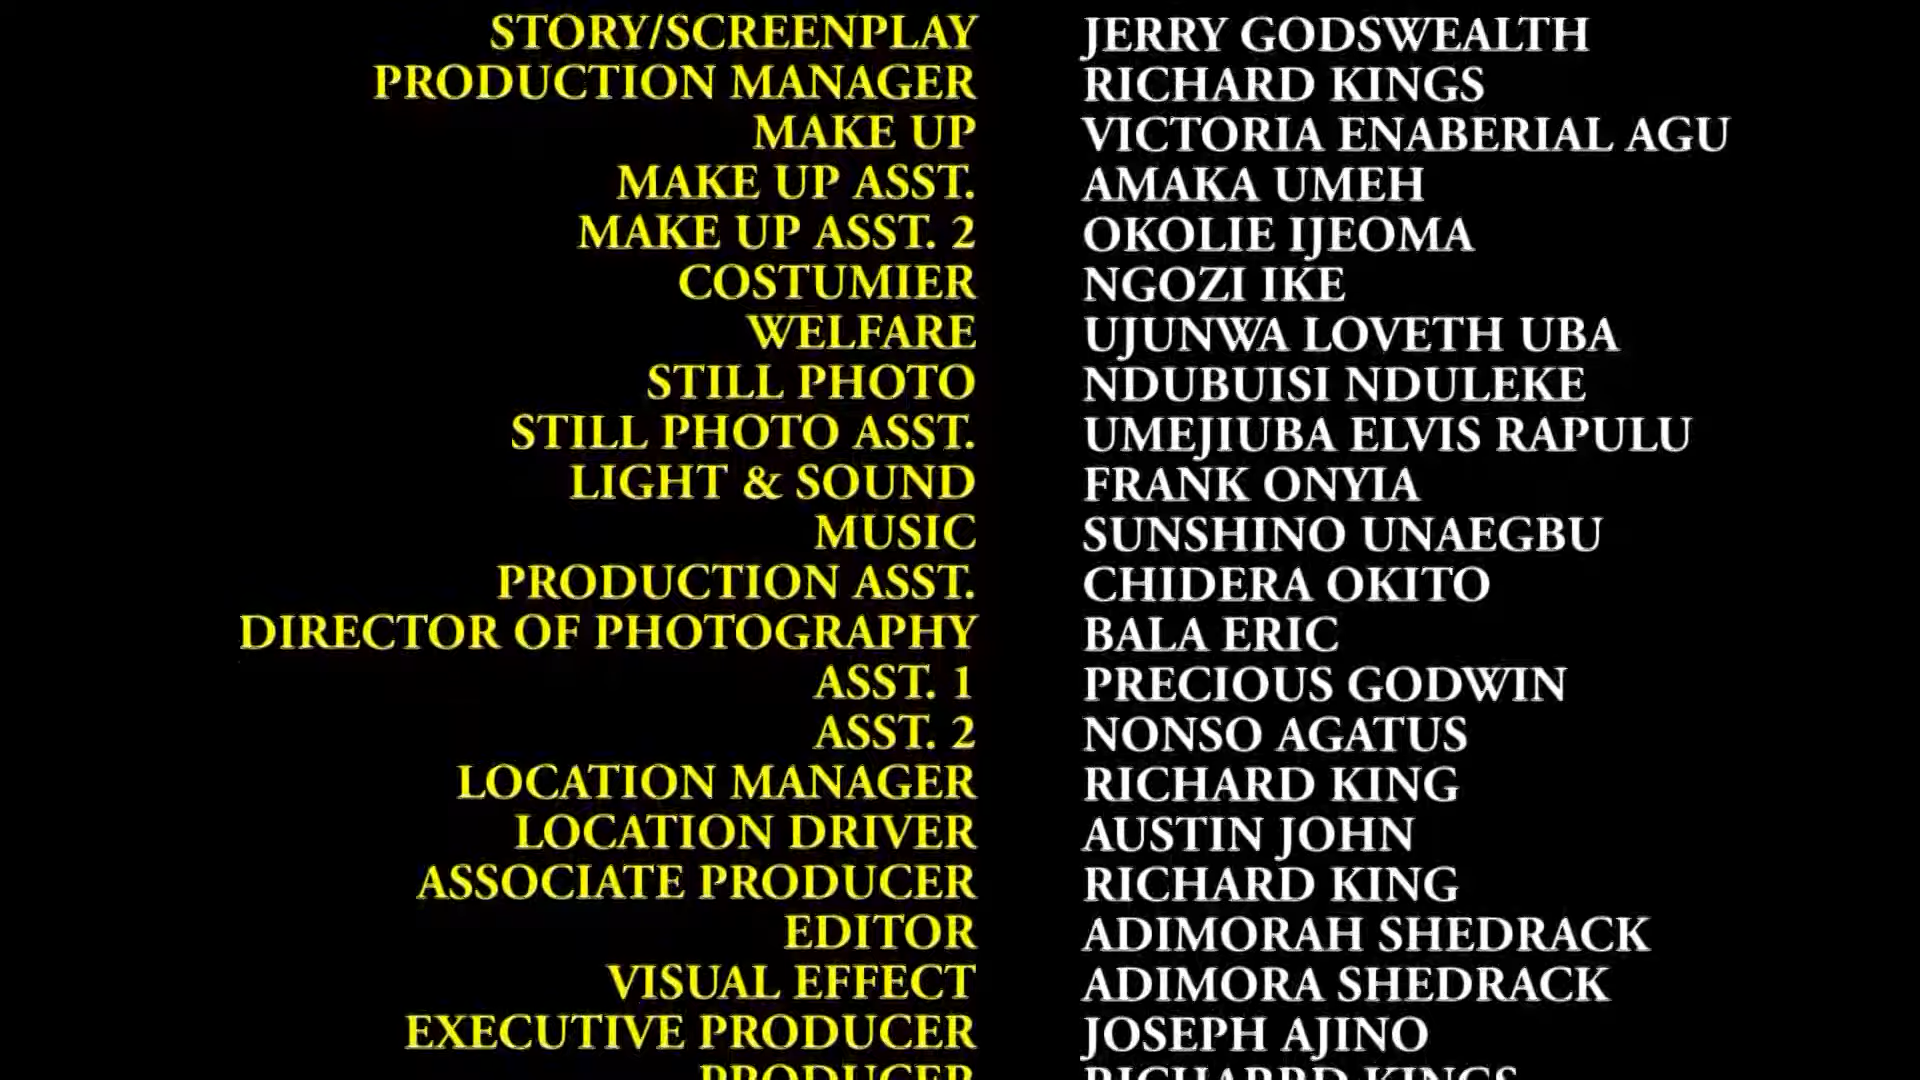 STORY/SCREENPLAY JERRY GODSWEALTH
PRODUCTION MANAGER RICHARD KINGS
MAKE UP VICTORIA ENABERIAL AGU
MAKE UP ASST. AMAKA UMEH
MAKE UP ASST. 2 OKOLIE IJEOMA
COSTUMIER NGOZI IKE
WELFARE UJUNWA LOVETH UBA
STILL PHOTO NDUBUISI NDULEKE
STILL PHOTO ASST. UMEJIUBA ELVIS RAPULU
LIGHT & SOUND FRANK ONYIA
MUSIC SUNSHINO UNAEGBU
PRODUCTION ASST. CHIDERA OKITO
DIRECTOR OF PHOTOGRAPHY BALA ERIC
ASST. 1 PRECIOUS GODWIN
ASST. 2 NONSO AGATUS
LOCATION MANAGER RICHARD KING
LOCATION DRIVER AUSTIN JOHN
ASSOCIATE PRODUCER RICHARD KING
EDITOR ADIMORAH SHEDRACK
VISUAL EFFECT ADIMORA SHEDRACK
EXECUTIVE PRODUCER JOSEPH AJINO
PRODUCER RICHARRD KINGS